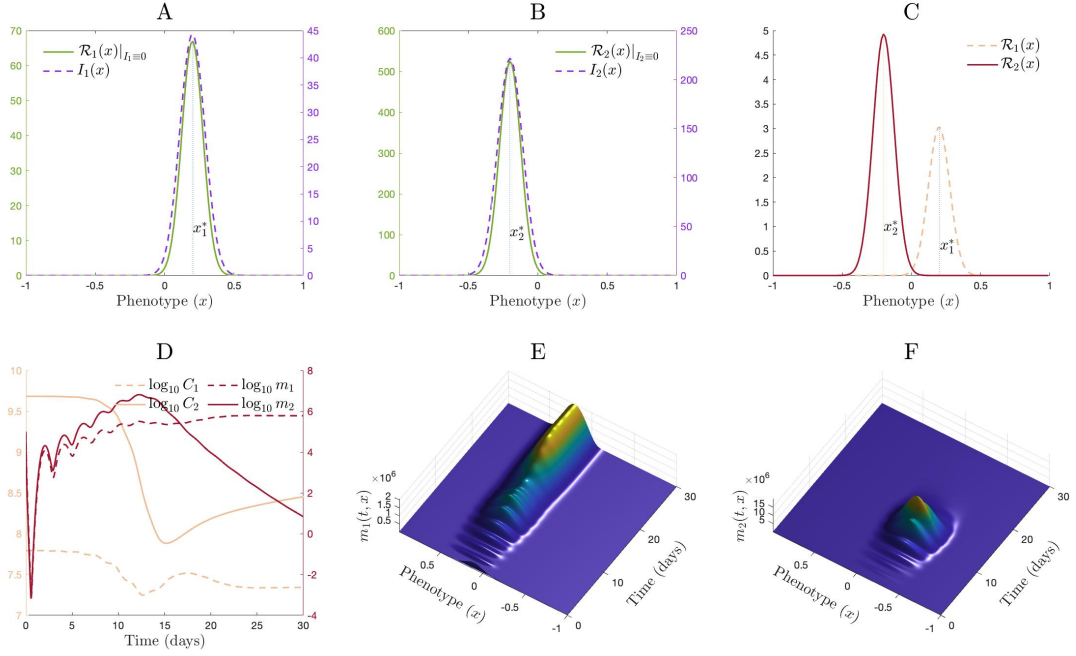 A
B
C
70
60
50
40
30
20
10
0
45
40
35
30
25
20
15
10
5
0
R₁(x)|I₁≡0
I₁(x)
x₁*
-1 -0.5 0 0.5 1
Phenotype (x)
600
500
400
300
200
100
0
250
200
150
100
50
0
R₂(x)|I₂≡0
I₂(x)
x₂*
-1 -0.5 0 0.5 1
Phenotype (x)
5
4.5
4
3.5
3
2.5
2
1.5
1
0.5
0
R₁(x)
R₂(x)
x₂*
x₁*
-1 -0.5 0 0.5 1
Phenotype (x)
D
E
F
10
9.5
9
8.5
8
7.5
7
8
6
4
2
0
-2
-4
log₁₀ C₁ log₁₀ m₁
log₁₀ C₂ log₁₀ m₂
0 5 10 15 20 25 30
Time (days)
×10⁶
2
1.5
1
0.5
m₁(t, x)
0.5
0
-0.5
-1
Phenotype (x)
0
10
20
30
Time (days)
×10⁶
15
10
5
m₂(t, x)
0.5
0
-0.5
-1
Phenotype (x)
0
10
20
30
Time (days)